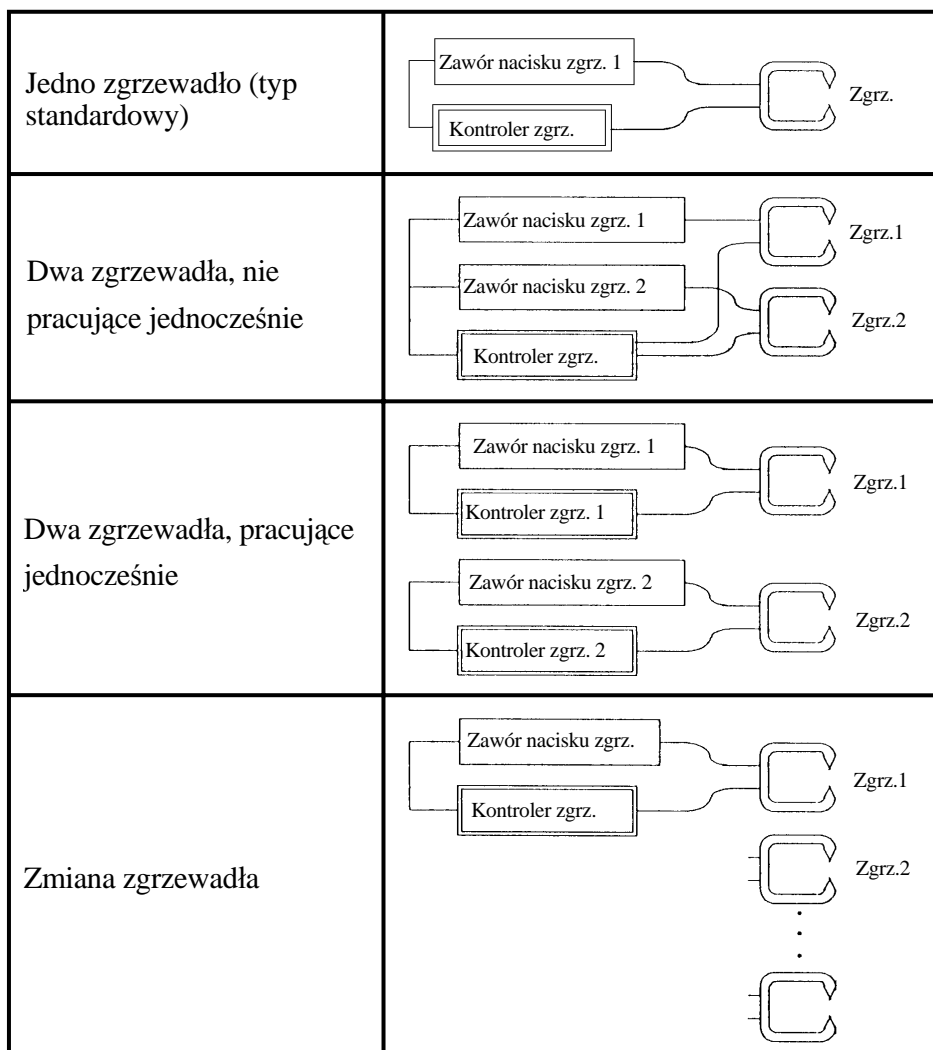 Jedno zgrzewadło (typ
standardowy)
Zawór nacisku zgrz. 1
Kontroler zgrz.
Zgrz.
Dwa zgrzewadła, nie
pracujące jednocześnie
Zawór nacisku zgrz. 1
Zawór nacisku zgrz. 2
Kontroler zgrz.
Zgrz.1
Zgrz.2
Dwa zgrzewadła, pracujące
jednocześnie
Zawór nacisku zgrz. 1
Kontroler zgrz. 1
Zgrz.1
Zawór nacisku zgrz. 2
Kontroler zgrz. 2
Zgrz.2
Zmiana zgrzewadła
Zawór nacisku zgrz.
Kontroler zgrz.
Zgrz.1
Zgrz.2